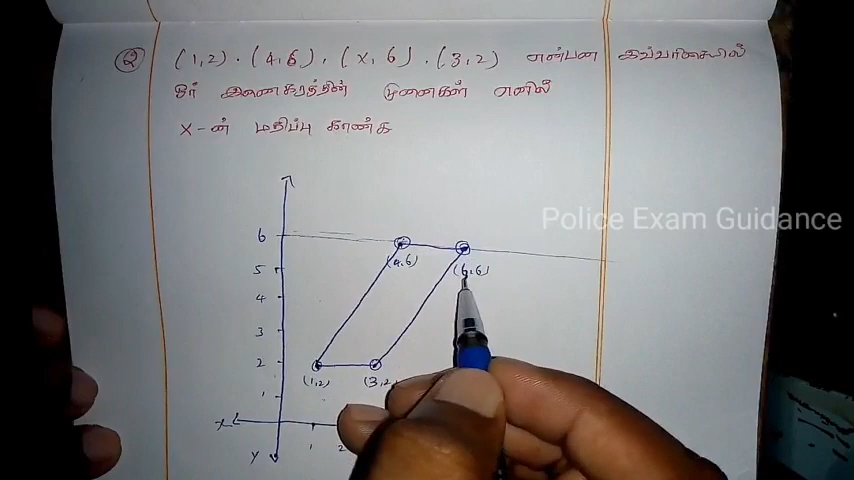 Q (1,2) . (4,6) , (x,6) . (3,2) என்பன இவ்வரிசையில்
ஓர் இணைகரத்தின் முனைகள் எனில்
x-ன் மதிப்பு காண்க
Police Exam Guidance
6
5
(4,6)
(6,6)
4
3
2
(1,2)
(3,2
1
x
1
2
y